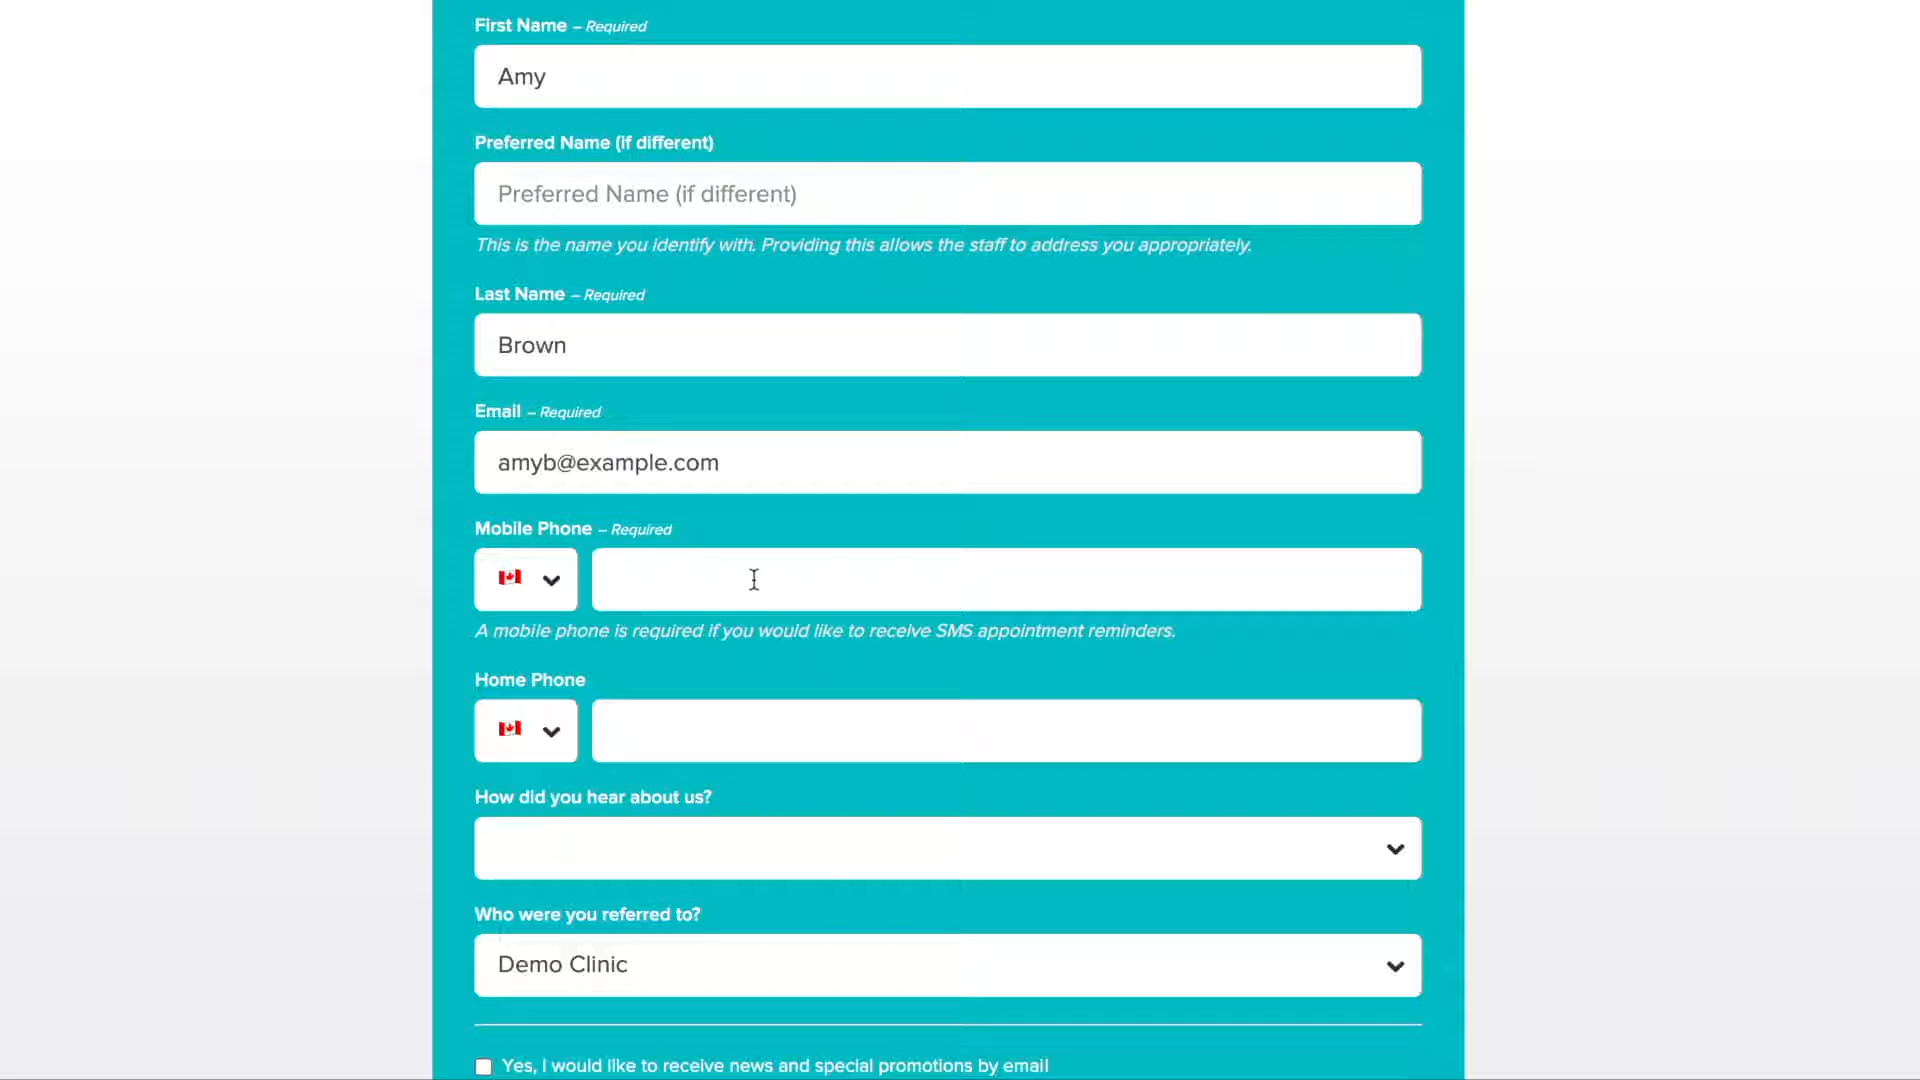 First Name – Required
Amy
Preferred Name (if different)
Preferred Name (if different)
This is the name you identify with. Providing this allows the staff to address you appropriately.
Last Name – Required
Brown
Email – Required
amyb@example.com
Mobile Phone – Required
A mobile phone is required if you would like to receive SMS appointment reminders.
Home Phone
How did you hear about us?
Who were you referred to?
Demo Clinic
Yes, I would like to receive news and special promotions by email